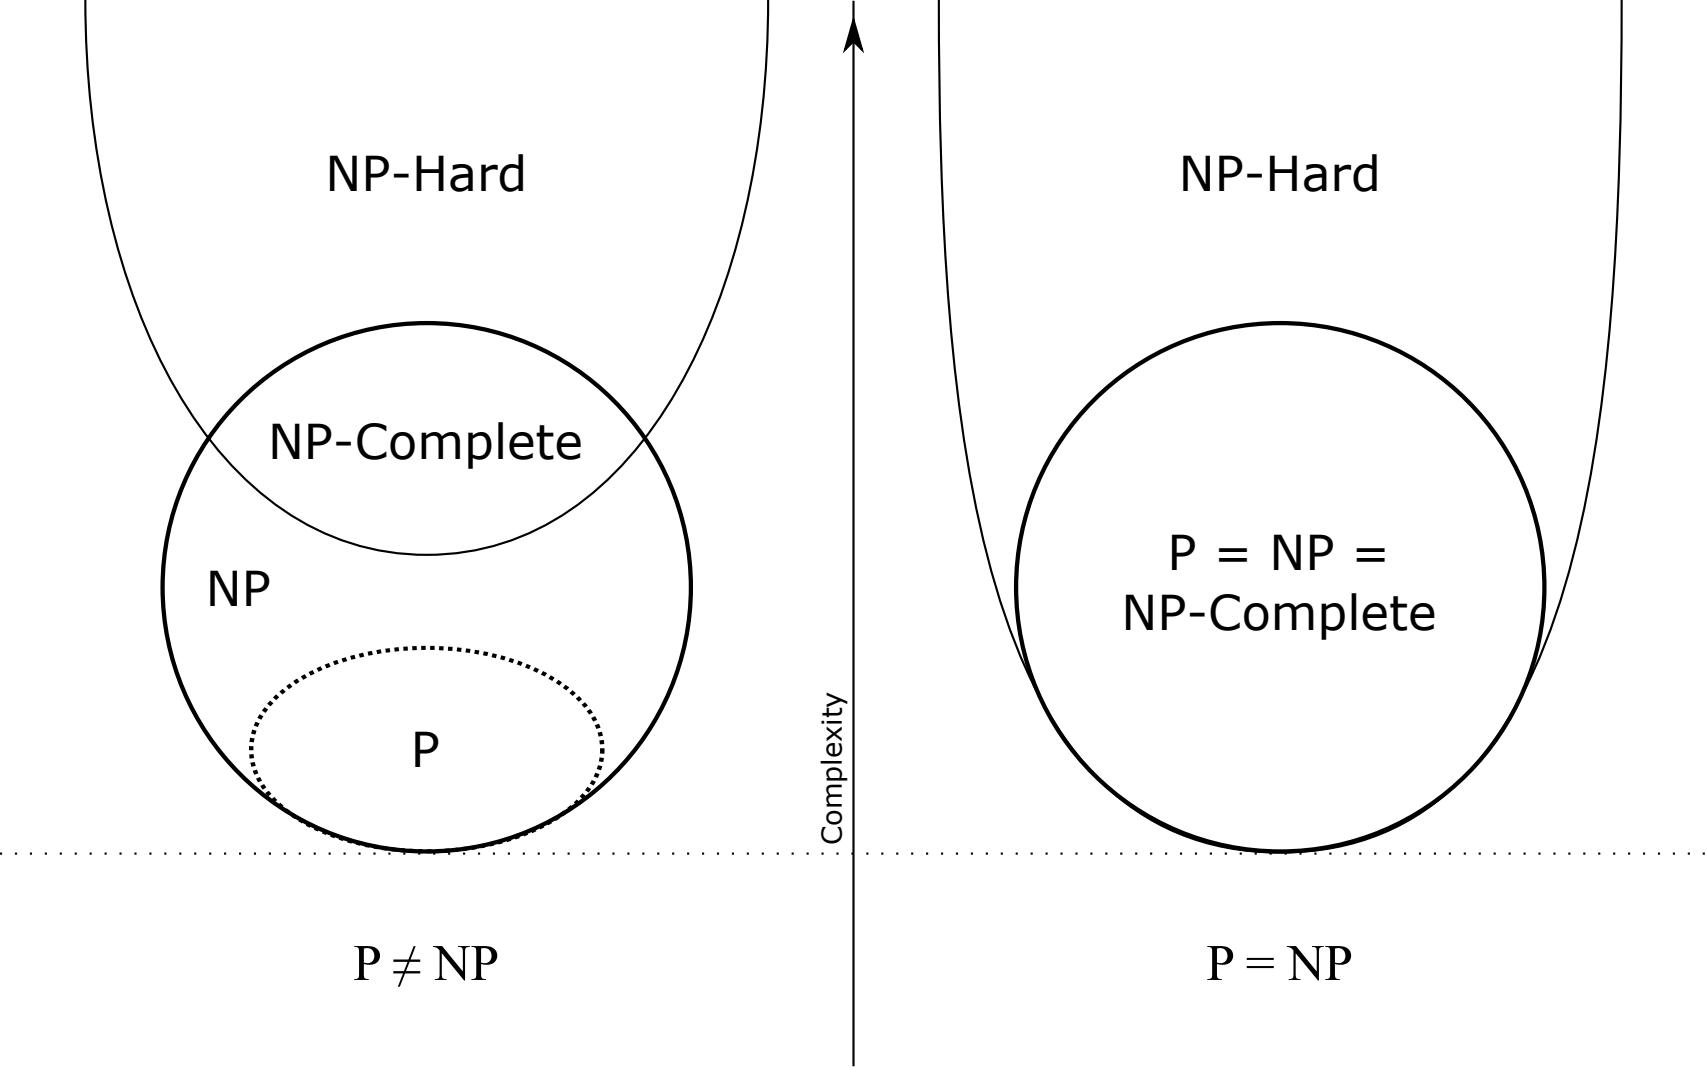 NP-Hard
NP-Complete
NP
P
P ≠ NP
Complexity
NP-Hard
P = NP =
NP-Complete
P = NP